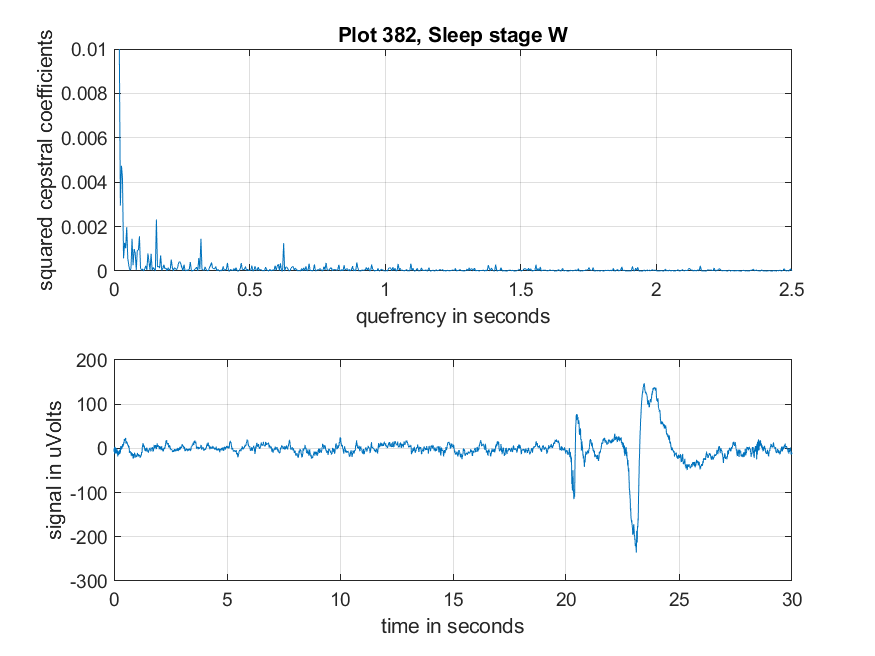 Plot 382, Sleep stage W
squared cepstral coefficients
0.01
0.008
0.006
0.004
0.002
0
0 0.5 1 1.5 2 2.5
quefrency in seconds
signal in uVolts
200
100
0
-100
-200
-300
0 5 10 15 20 25 30
time in seconds